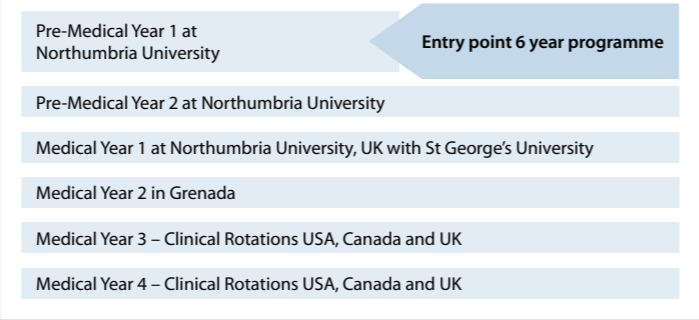 Pre-Medical Year 1 at
Northumbria University
Entry point 6 year programme
Pre-Medical Year 2 at Northumbria University
Medical Year 1 at Northumbria University, UK with St George’s University
Medical Year 2 in Grenada
Medical Year 3 – Clinical Rotations USA, Canada and UK
Medical Year 4 – Clinical Rotations USA, Canada and UK